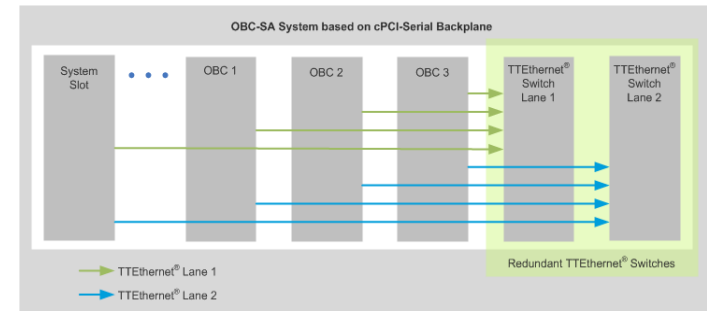 OBC-SA System based on cPCI-Serial Backplane
System
Slot
OBC 1
OBC 2
OBC 3
TTEthernet®
Switch
Lane 1
TTEthernet®
Switch
Lane 2
Redundant TTEthernet® Switches
TTEthernet® Lane 1
TTEthernet® Lane 2